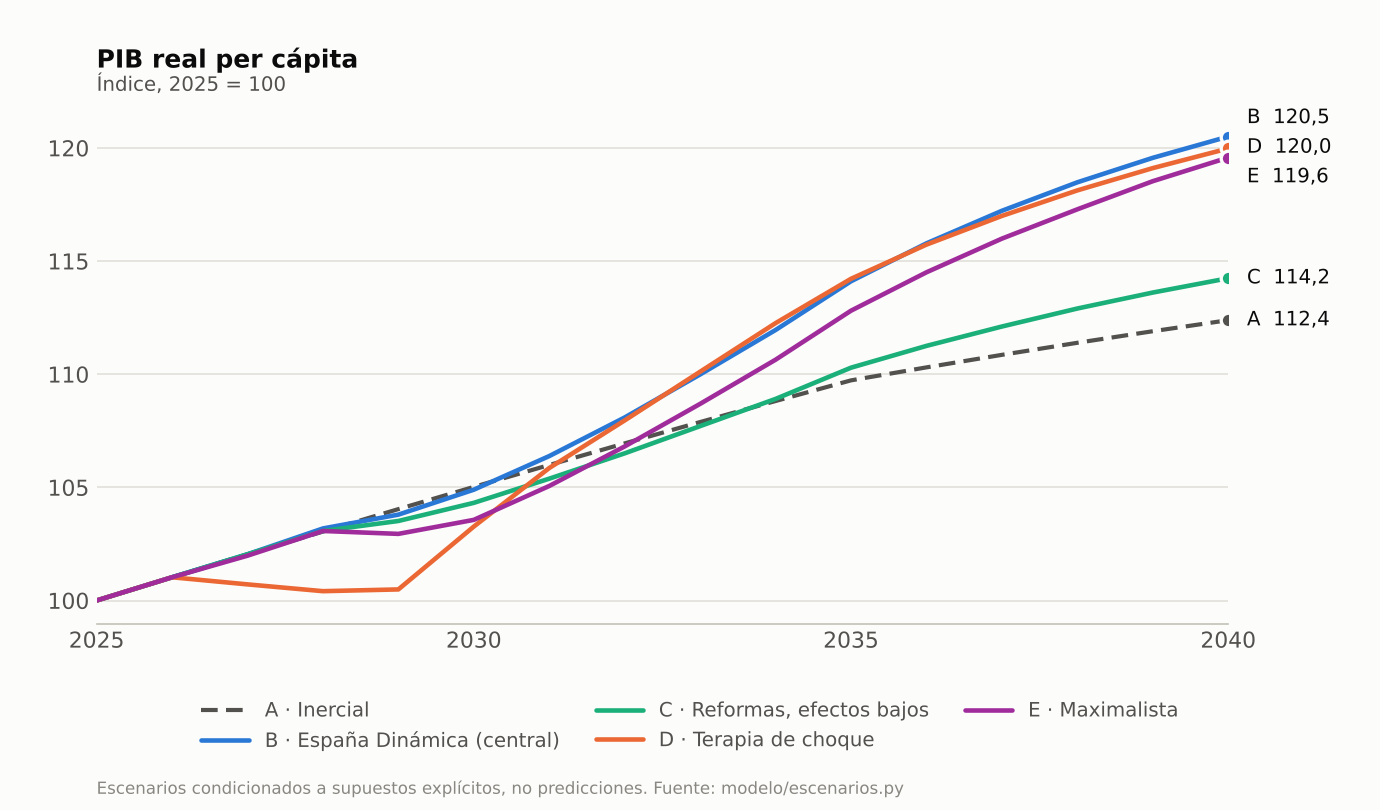 PIB real per cápita
Índice, 2025 = 100
B 120,5
120
D 120,0
E 119,6
115
C 114,2
A 112,4
110
105
100
2025 2030 2035 2040
A · Inercial
C · Reformas, efectos bajos
E · Maximalista
B · España Dinámica (central)
D · Terapia de choque
Escenarios condicionados a supuestos explícitos, no predicciones. Fuente: modelo/escenarios.py